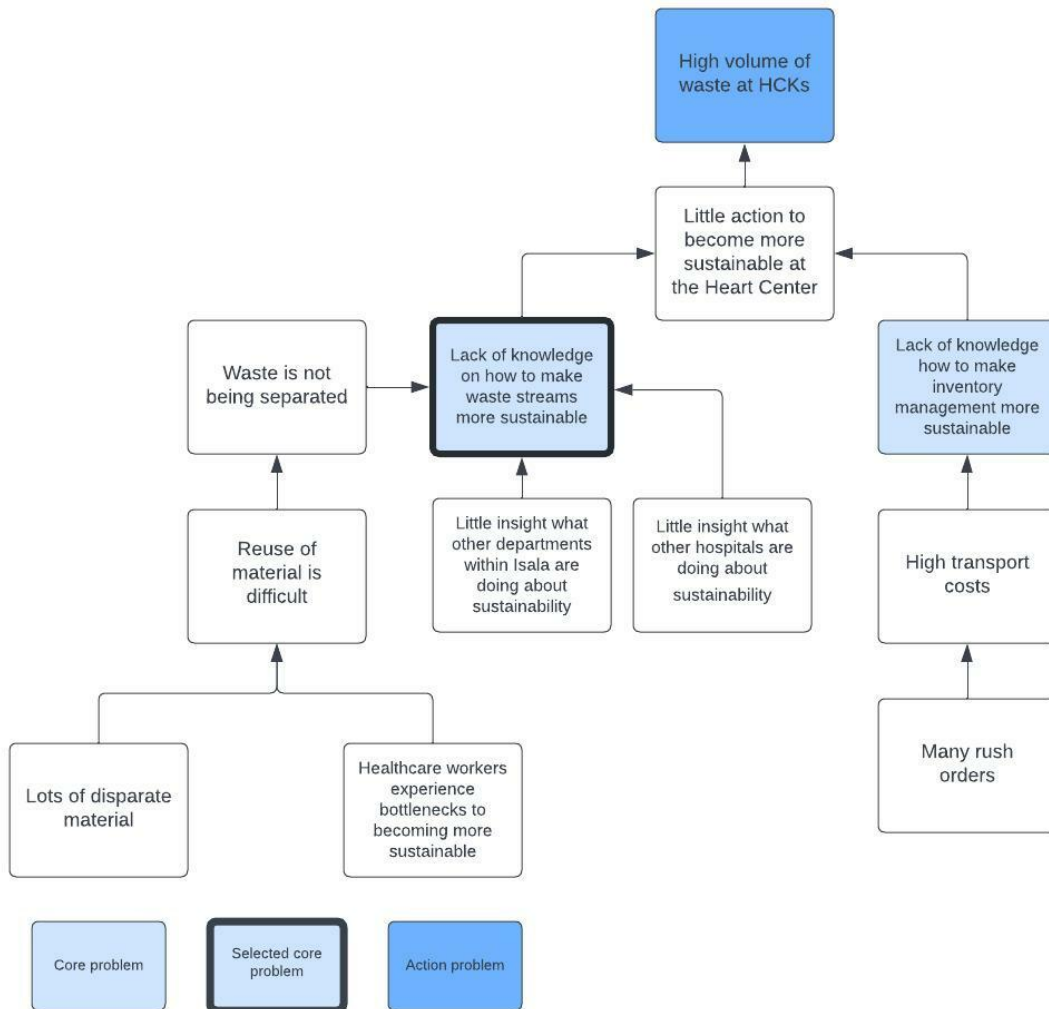 High volume of
waste at HCKs
Little action to
become more
sustainable at
the Heart Center
Waste is not
being separated
Lack of knowledge
on how to make
waste streams
more sustainable
Lack of knowledge
how to make
inventory
management more
sustainable
Reuse of
material is
difficult
Little insight what
other departments
within Isala are
doing about
sustainability
Little insight what
other hospitals are
doing about
sustainability
High transport
costs
Lots of disparate
material
Healthcare workers
experience
bottlenecks to
becoming more
sustainable
Many rush
orders
Core problem
Selected core
problem
Action problem